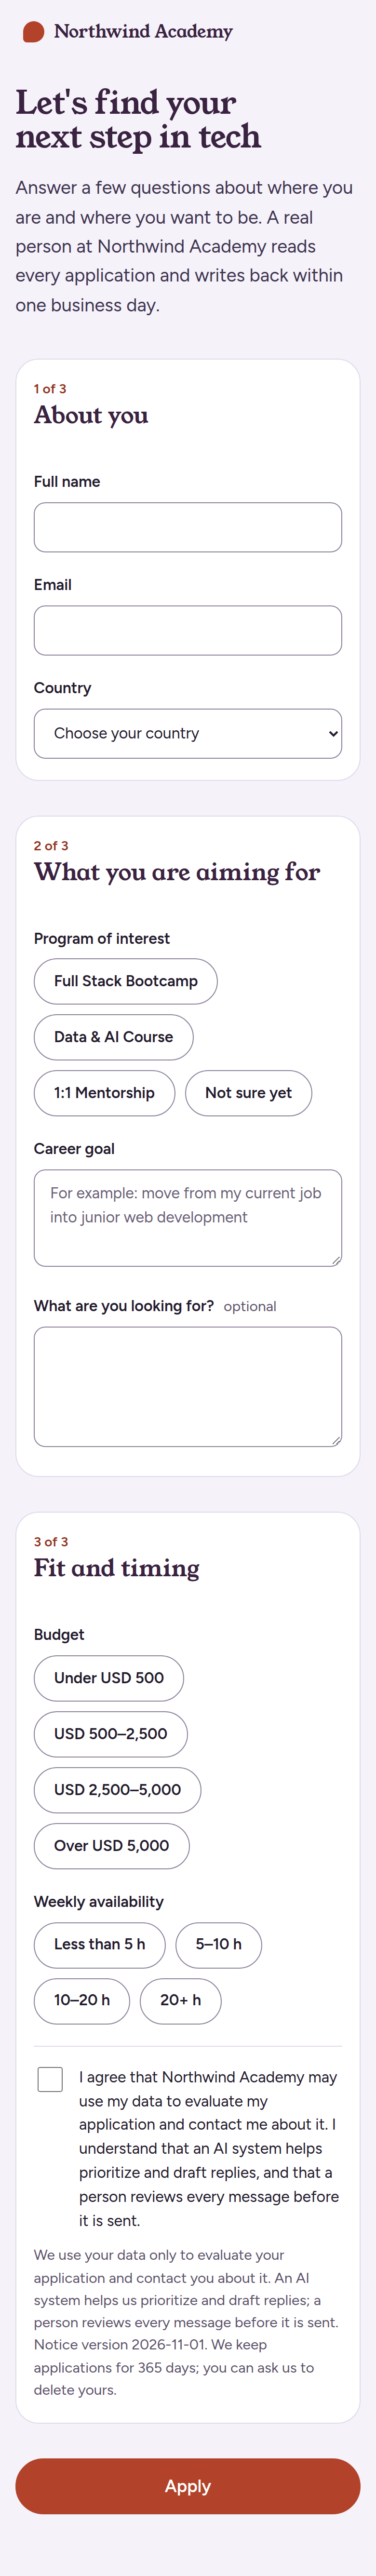 Northwind Academy
Let's find your
next step in tech
Answer a few questions about where you
are and where you want to be. A real
person at Northwind Academy reads
every application and writes back within
one business day.
1 of 3
About you
Full name
Email
Country
Choose your country
2 of 3
What you are aiming for
Program of interest
Full Stack Bootcamp
Data & AI Course
1:1 Mentorship
Not sure yet
Career goal
For example: move from my current job
into junior web development
What are you looking for? optional
3 of 3
Fit and timing
Budget
Under USD 500
USD 500–2,500
USD 2,500–5,000
Over USD 5,000
Weekly availability
Less than 5 h
5–10 h
10–20 h
20+ h
I agree that Northwind Academy may
use my data to evaluate my
application and contact me about it. I
understand that an AI system helps
prioritize and draft replies, and that a
person reviews every message before
it is sent.
We use your data only to evaluate your
application and contact you about it. An AI
system helps us prioritize and draft replies; a
person reviews every message before it is sent.
Notice version 2026-11-01. We keep
applications for 365 days; you can ask us to
delete yours.
Apply